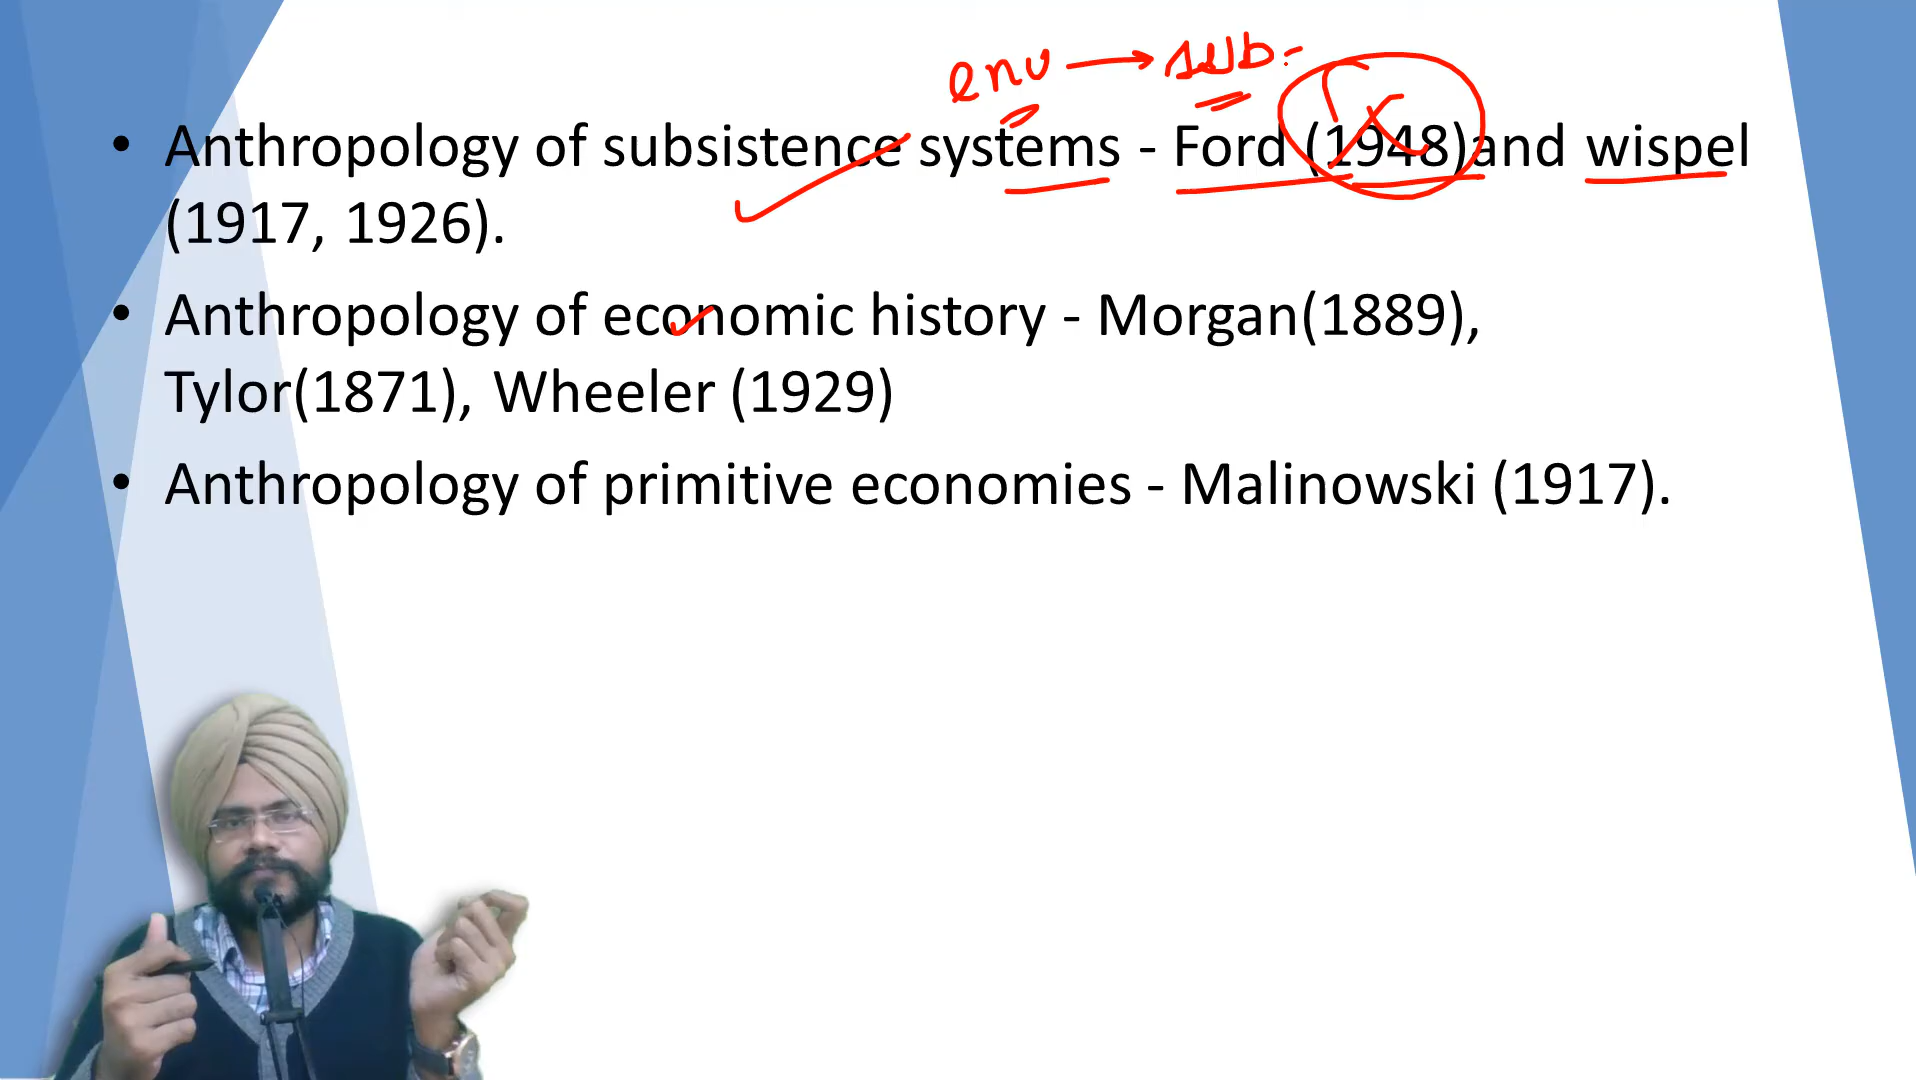 env → sub.
• Anthropology of subsistence systems - Ford (1948)and wispel
(1917, 1926).
• Anthropology of economic history - Morgan(1889),
Tylor(1871), Wheeler (1929)
• Anthropology of primitive economies - Malinowski (1917).